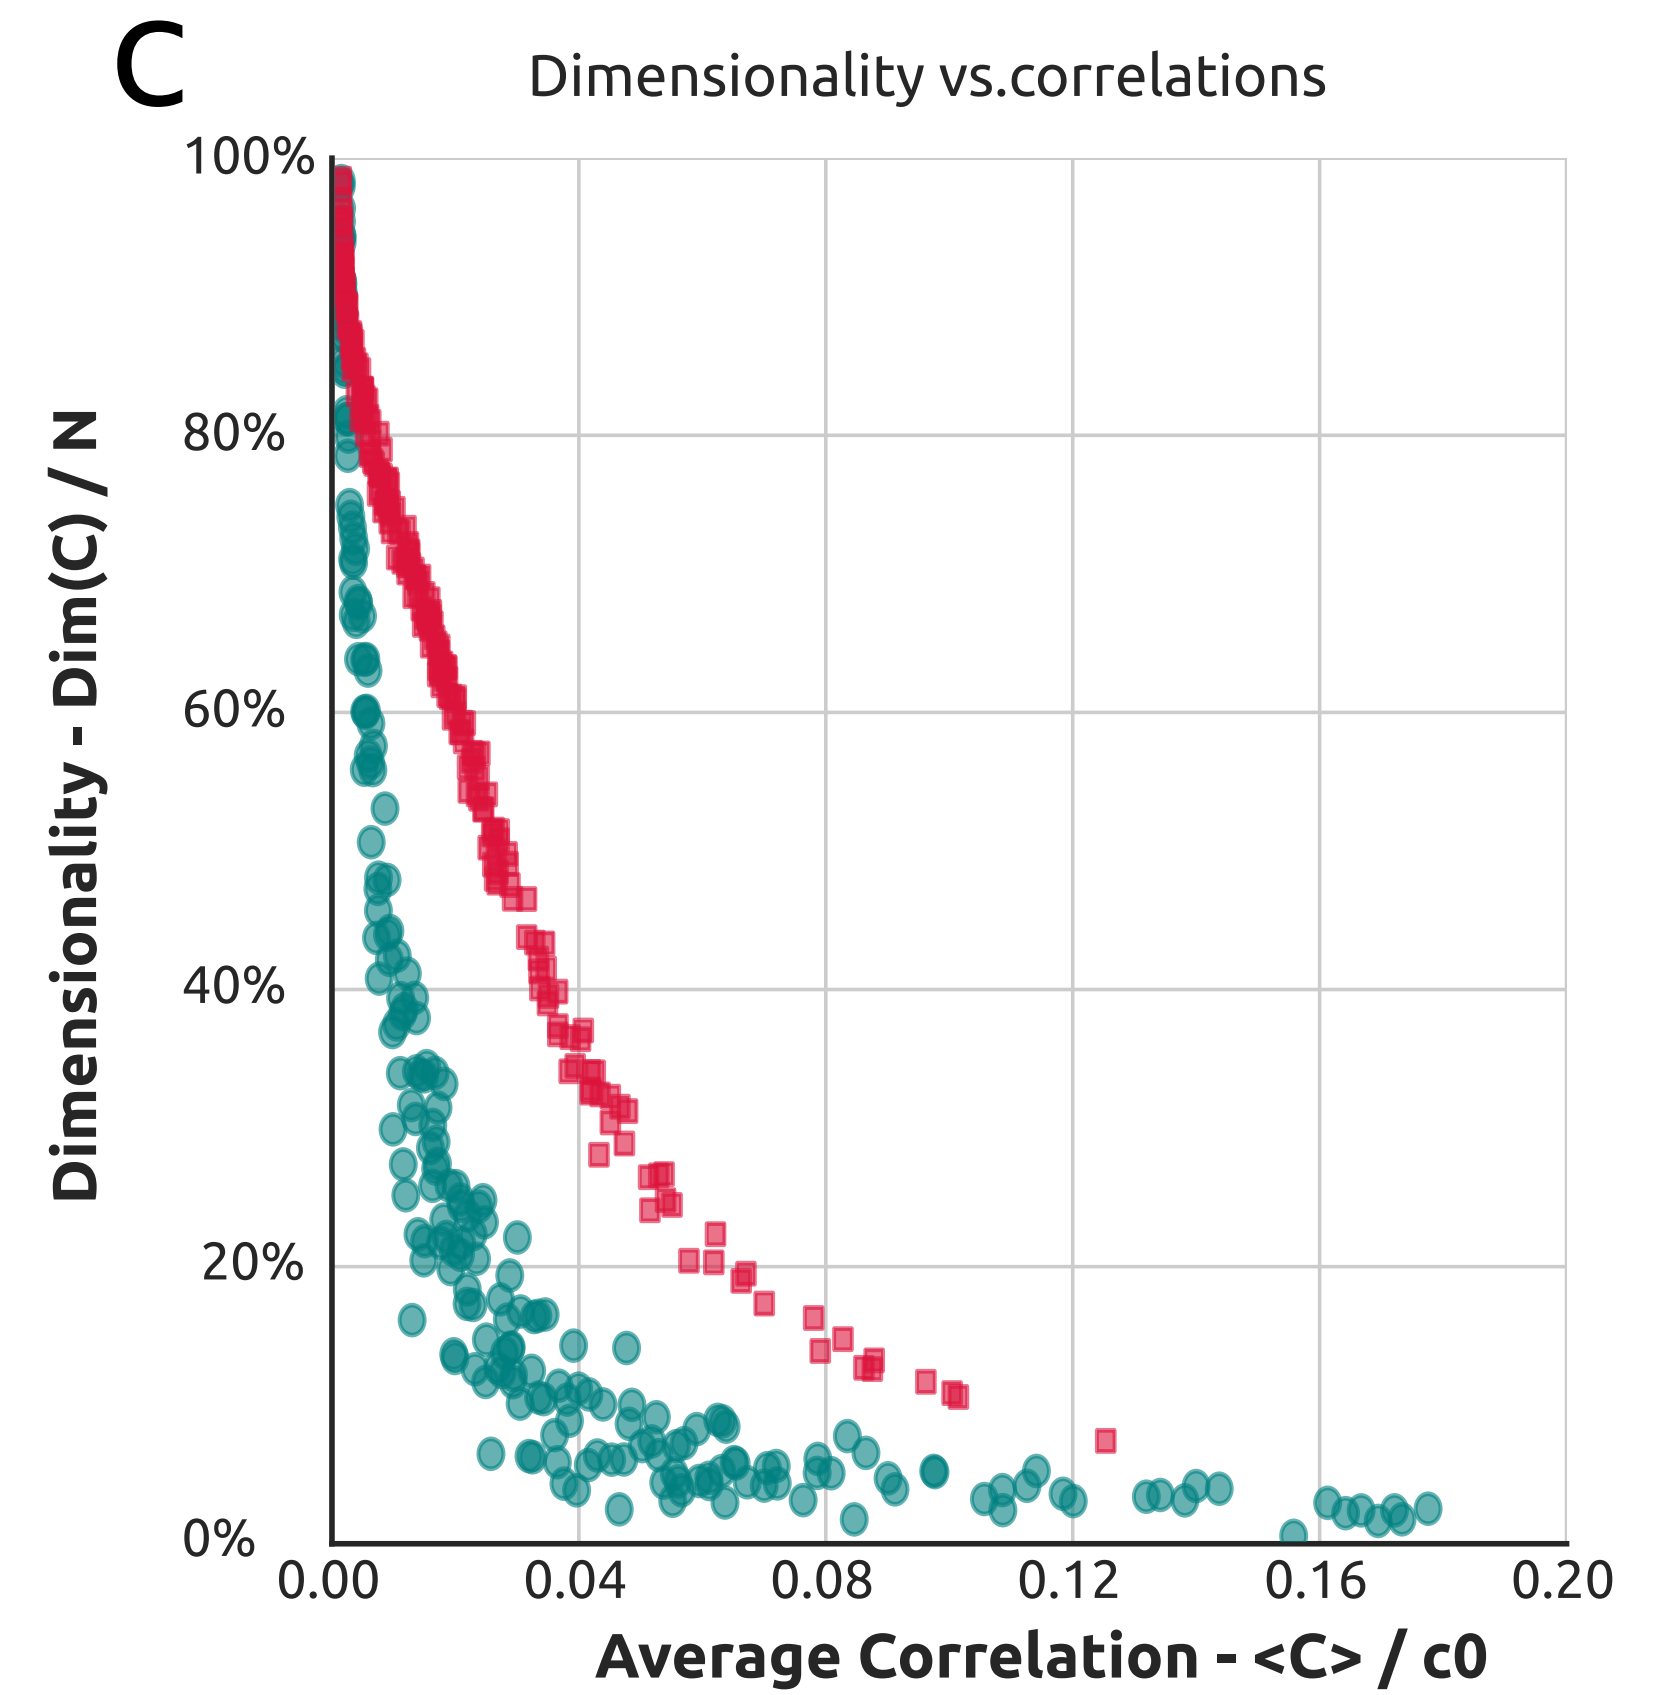 C
Dimensionality vs.correlations
100%
80%
60%
40%
20%
0%
Dimensionality - Dim(C) / N
0.00 0.04 0.08 0.12 0.16 0.20
Average Correlation - <C> / c0